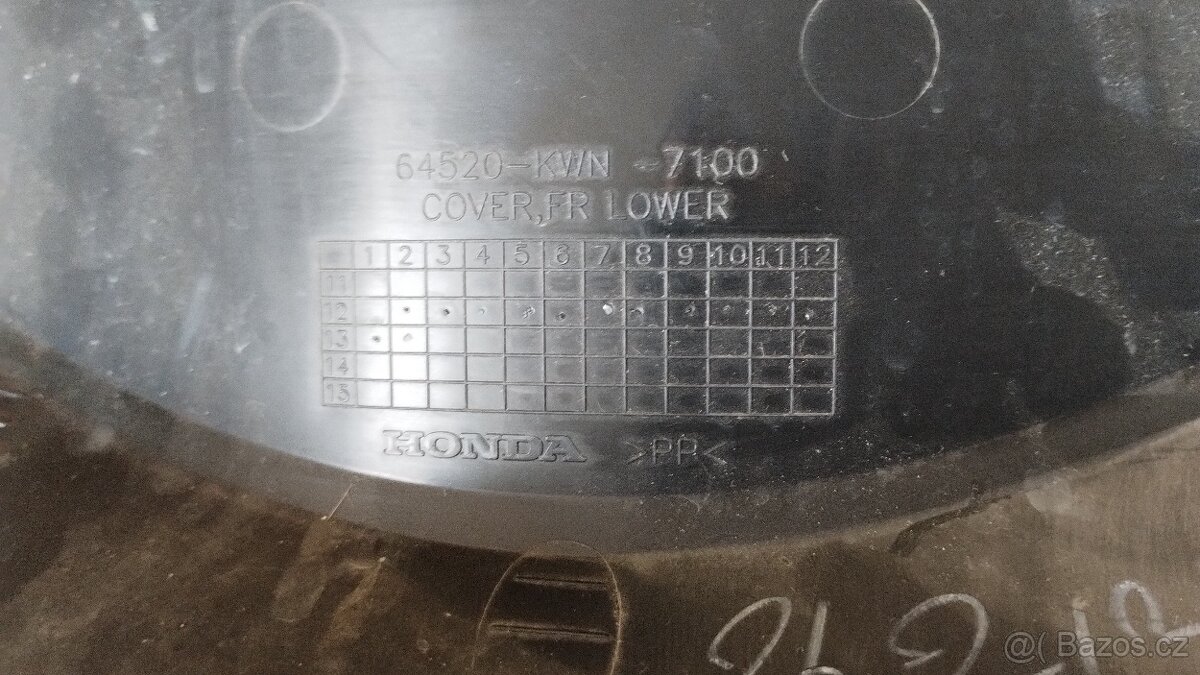 64520-KWN -7100
COVER,FR LOWER
1 2 3 4 5 6 7 8 9 10 11 12
11
12
13
14
15
HONDA >PP<
@( Bazos.cz